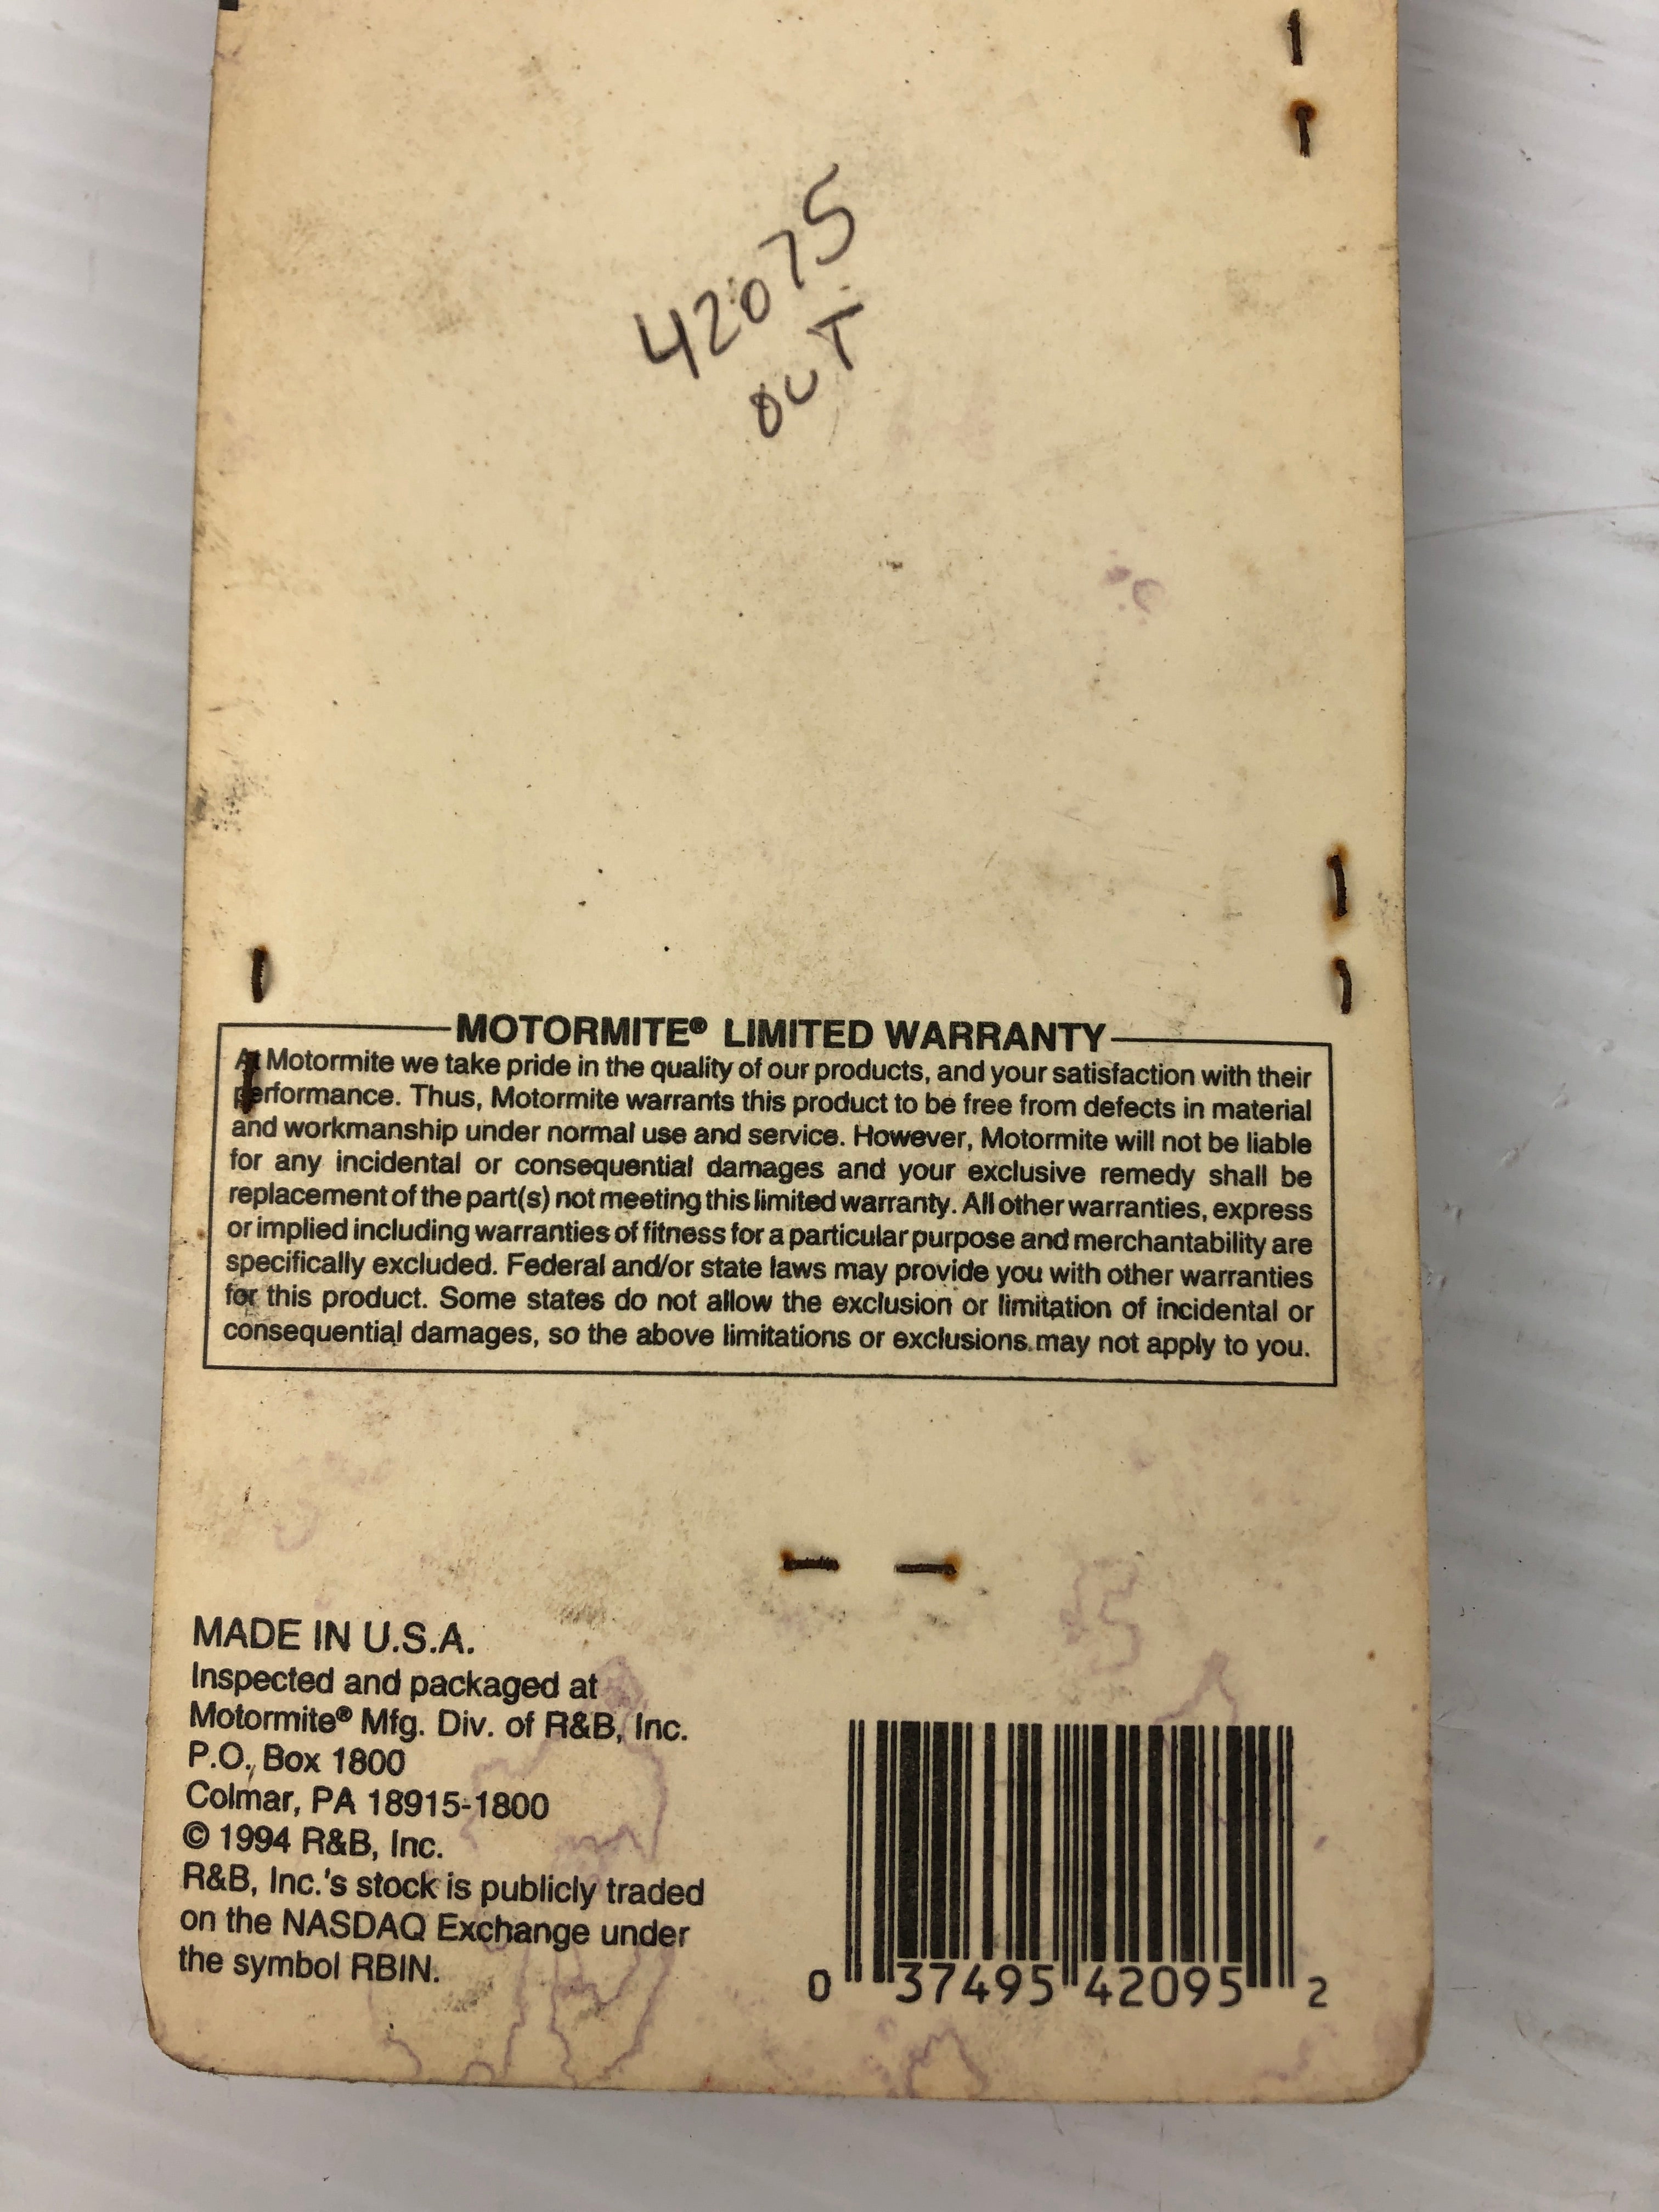 42075
OUT
MOTORMITE® LIMITED WARRANTY
At Motormite we take pride in the quality of our products, and your satisfaction with their
performance. Thus, Motormite warrants this product to be free from defects in material
and workmanship under normal use and service. However, Motormite will not be liable
for any incidental or consequential damages and your exclusive remedy shall be
replacement of the part(s) not meeting this limited warranty. All other warranties, express
or implied including warranties of fitness for a particular purpose and merchantability are
specifically excluded. Federal and/or state laws may provide you with other warranties
for this product. Some states do not allow the exclusion or limitation of incidental or
consequential damages, so the above limitations or exclusions may not apply to you.
MADE IN U.S.A.
Inspected and packaged at
Motormite® Mfg. Div. of R&B, Inc.
P.O. Box 1800
Colmar, PA 18915-1800
© 1994 R&B, Inc.
R&B, Inc.'s stock is publicly traded
on the NASDAQ Exchange under
the symbol RBIN.
0 37495 42095 2